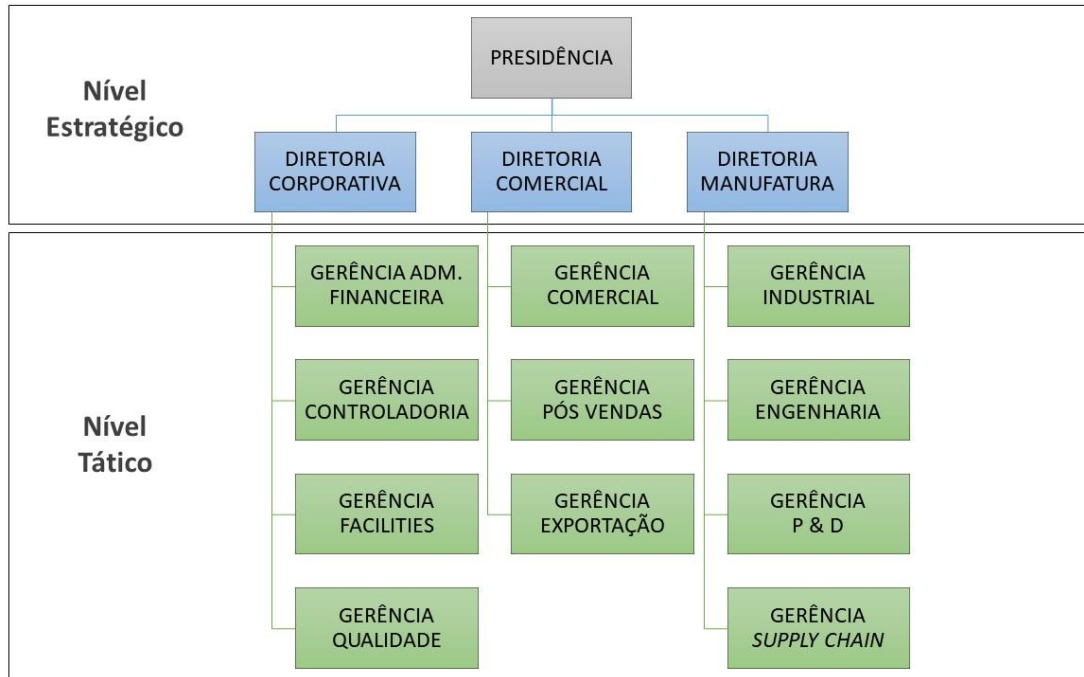 Nível
Estratégico
PRESIDÊNCIA
DIRETORIA
CORPORATIVA
DIRETORIA
COMERCIAL
DIRETORIA
MANUFATURA
Nível
Tático
GERÊNCIA ADM.
FINANCEIRA
GERÊNCIA
COMERCIAL
GERÊNCIA
INDUSTRIAL
GERÊNCIA
CONTROLADORIA
GERÊNCIA
PÓS VENDAS
GERÊNCIA
ENGENHARIA
GERÊNCIA
FACILITIES
GERÊNCIA
EXPORTAÇÃO
GERÊNCIA
P & D
GERÊNCIA
QUALIDADE
GERÊNCIA
SUPPLY CHAIN